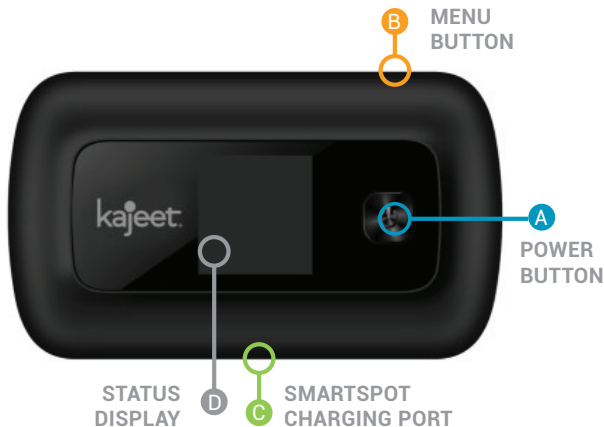 B
MENU
BUTTON
kajeet.
A
POWER
BUTTON
STATUS
DISPLAY
D
C
SMARTSPOT
CHARGING PORT